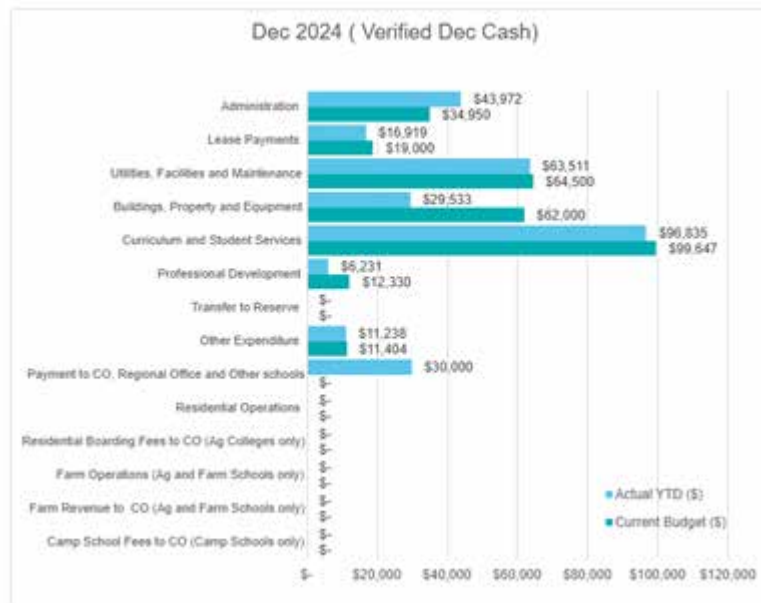 Dec 2024 ( Verified Dec Cash)
Administration
$43,972
$34,950
Lease Payments
$16,919
$19,000
Utilities, Facilities and Maintenance
$63,511
$64,500
Buildings, Property and Equipment
$29,533
$62,000
Curriculum and Student Services
$96,835
$99,647
Professional Development
$6,231
$12,330
Transfer to Reserve
$-
$-
Other Expenditure
$11,238
$11,404
Payment to CO, Regional Office and Other schools
$30,000
$-
Residential Operations
$-
$-
Residential Boarding Fees to CO (Ag Colleges only)
$-
$-
Farm Operations (Ag and Farm Schools only)
$-
$-
Farm Revenue to CO (Ag and Farm Schools only)
$-
$-
Camp School Fees to CO (Camp Schools only)
$-
$-
Actual YTD ($)
Current Budget ($)
$- $20,000 $40,000 $60,000 $80,000 $100,000 $120,000